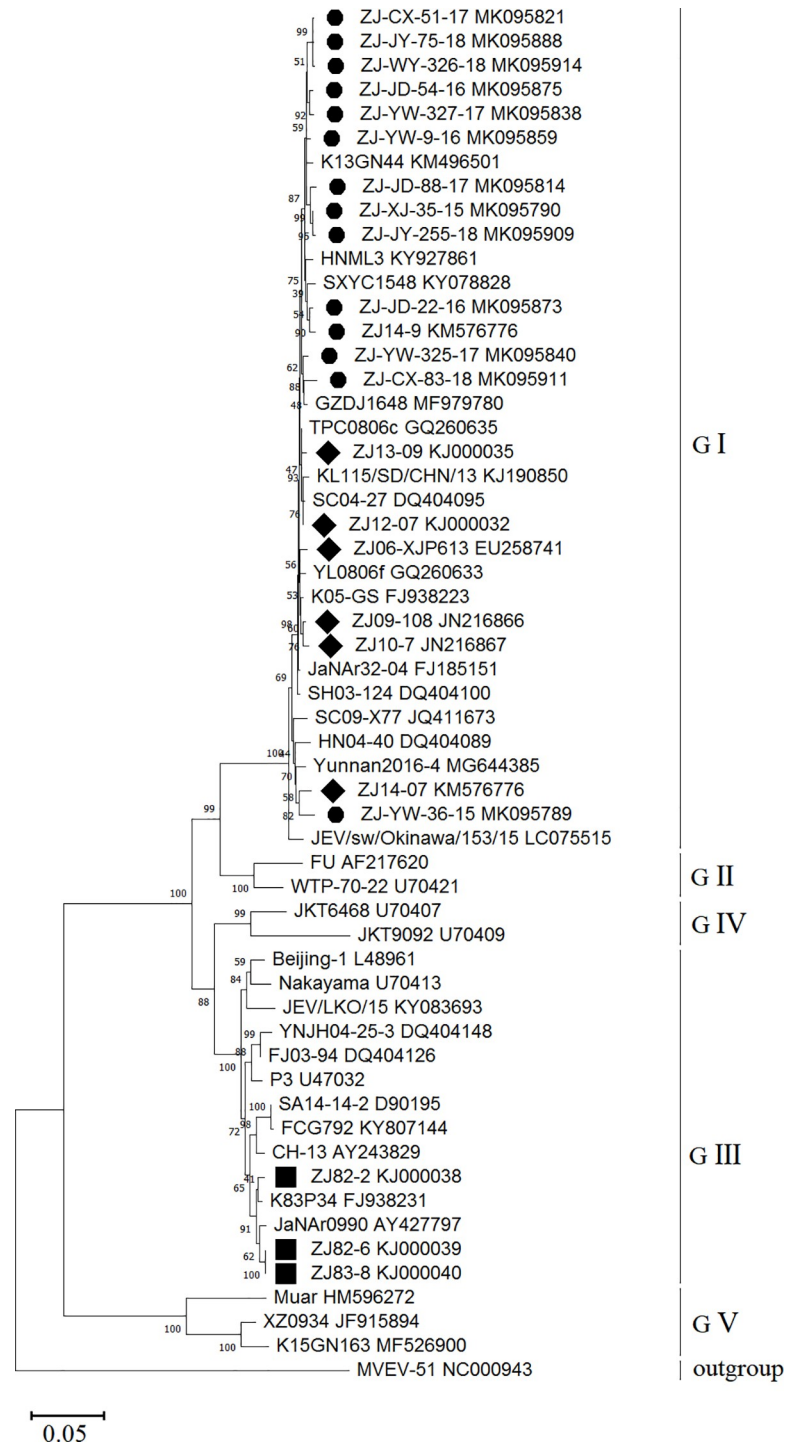 ZJ-CX-51-17 MK095821
99
ZJ-JY-75-18 MK095888
51
ZJ-WY-326-18 MK095914
ZJ-JD-54-16 MK095875
92
ZJ-YW-327-17 MK095838
59
ZJ-YW-9-16 MK095859
K13GN44 KM496501
ZJ-JD-88-17 MK095814
87
ZJ-XJ-35-15 MK095790
99
ZJ-JY-255-18 MK095909
95
HNML3 KY927861
75
SXYC1548 KY078828
39
ZJ-JD-22-16 MK095873
54
ZJ14-9 KM576776
90
ZJ-YW-325-17 MK095840
62
ZJ-CX-83-18 MK095911
88
GZDJ1648 MF979780
48
TPC0806c GQ260635
G I
ZJ13-09 KJ000035
47
KL115/SD/CHN/13 KJ190850
93
SC04-27 DQ404095
76
ZJ12-07 KJ000032
ZJ06-XJP613 EU258741
56
YL0806f GQ260633
53
K05-GS FJ938223
98
ZJ09-108 JN216866
60
ZJ10-7 JN216867
76
JaNAr32-04 FJ185151
69
SH03-124 DQ404100
SC09-X77 JQ411673
HN04-40 DQ404089
100
44
Yunnan2016-4 MG644385
70
ZJ14-07 KM576776
58
ZJ-YW-36-15 MK095789
82
99
JEV/sw/Okinawa/153/15 LC075515
FU AF217620
G II
WTP-70-22 U70421
100
100
JKT6468 U70407
99
G IV
JKT9092 U70409
Beijing-1 L48961
59
Nakayama U70413
84
88
JEV/LKO/15 KY083693
YNJH04-25-3 DQ404148
99
FJ03-94 DQ404126
88
100
P3 U47032
SA14-14-2 D90195
100
FCG792 KY807144
98
72
CH-13 AY243829
G III
ZJ82-2 KJ000038
41
65
K83P34 FJ938231
JaNAr0990 AY427797
91
ZJ82-6 KJ000039
62
ZJ83-8 KJ000040
100
Muar HM596272
XZ0934 JF915894
G V
100
K15GN163 MF526900
100
MVEV-51 NC000943
outgroup
0.05